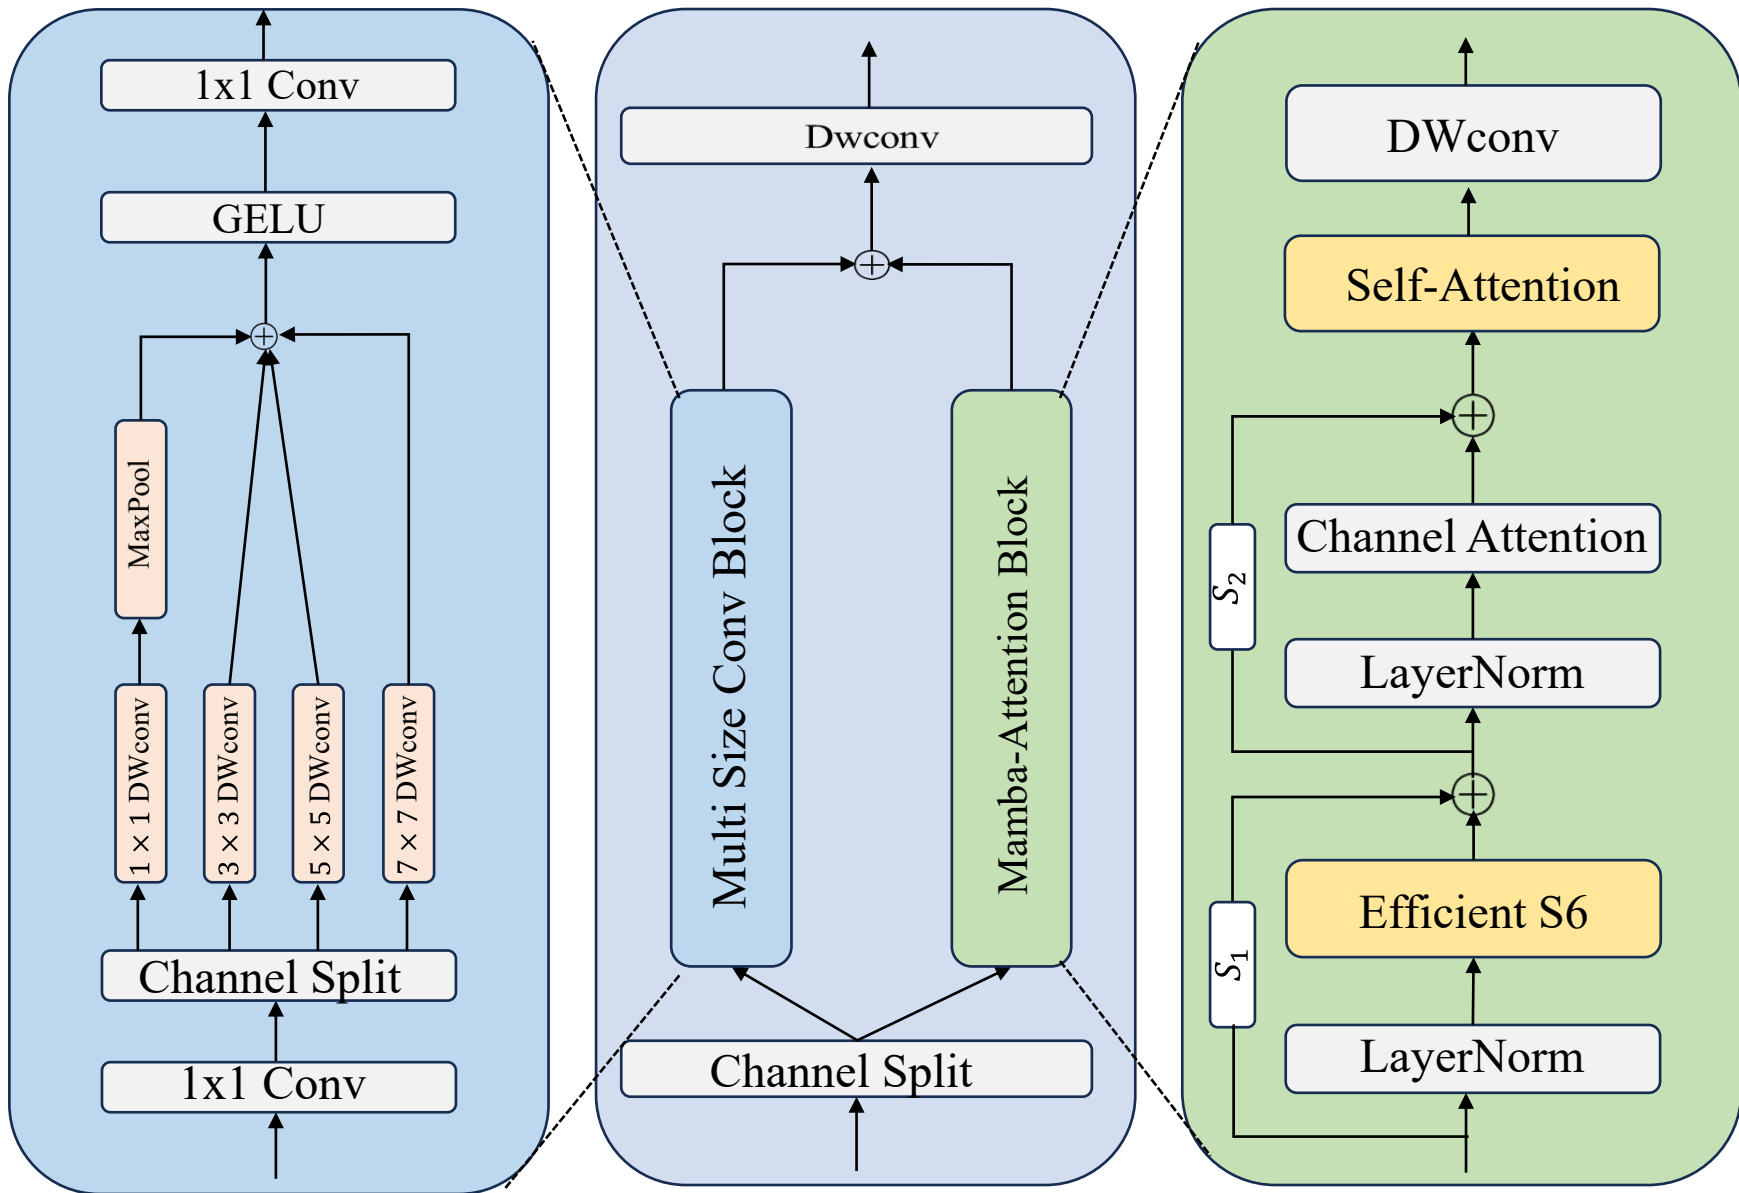 1x1 Conv
GELU
MaxPool
1 × 1 DWconv
3 × 3 DWconv
5 × 5 DWconv
7 × 7 DWconv
Channel Split
1x1 Conv
Dwconv
Multi Size Conv Block
Mamba-Attention Block
Channel Split
DWconv
Self-Attention
Channel Attention
S2
LayerNorm
Efficient S6
S1
LayerNorm